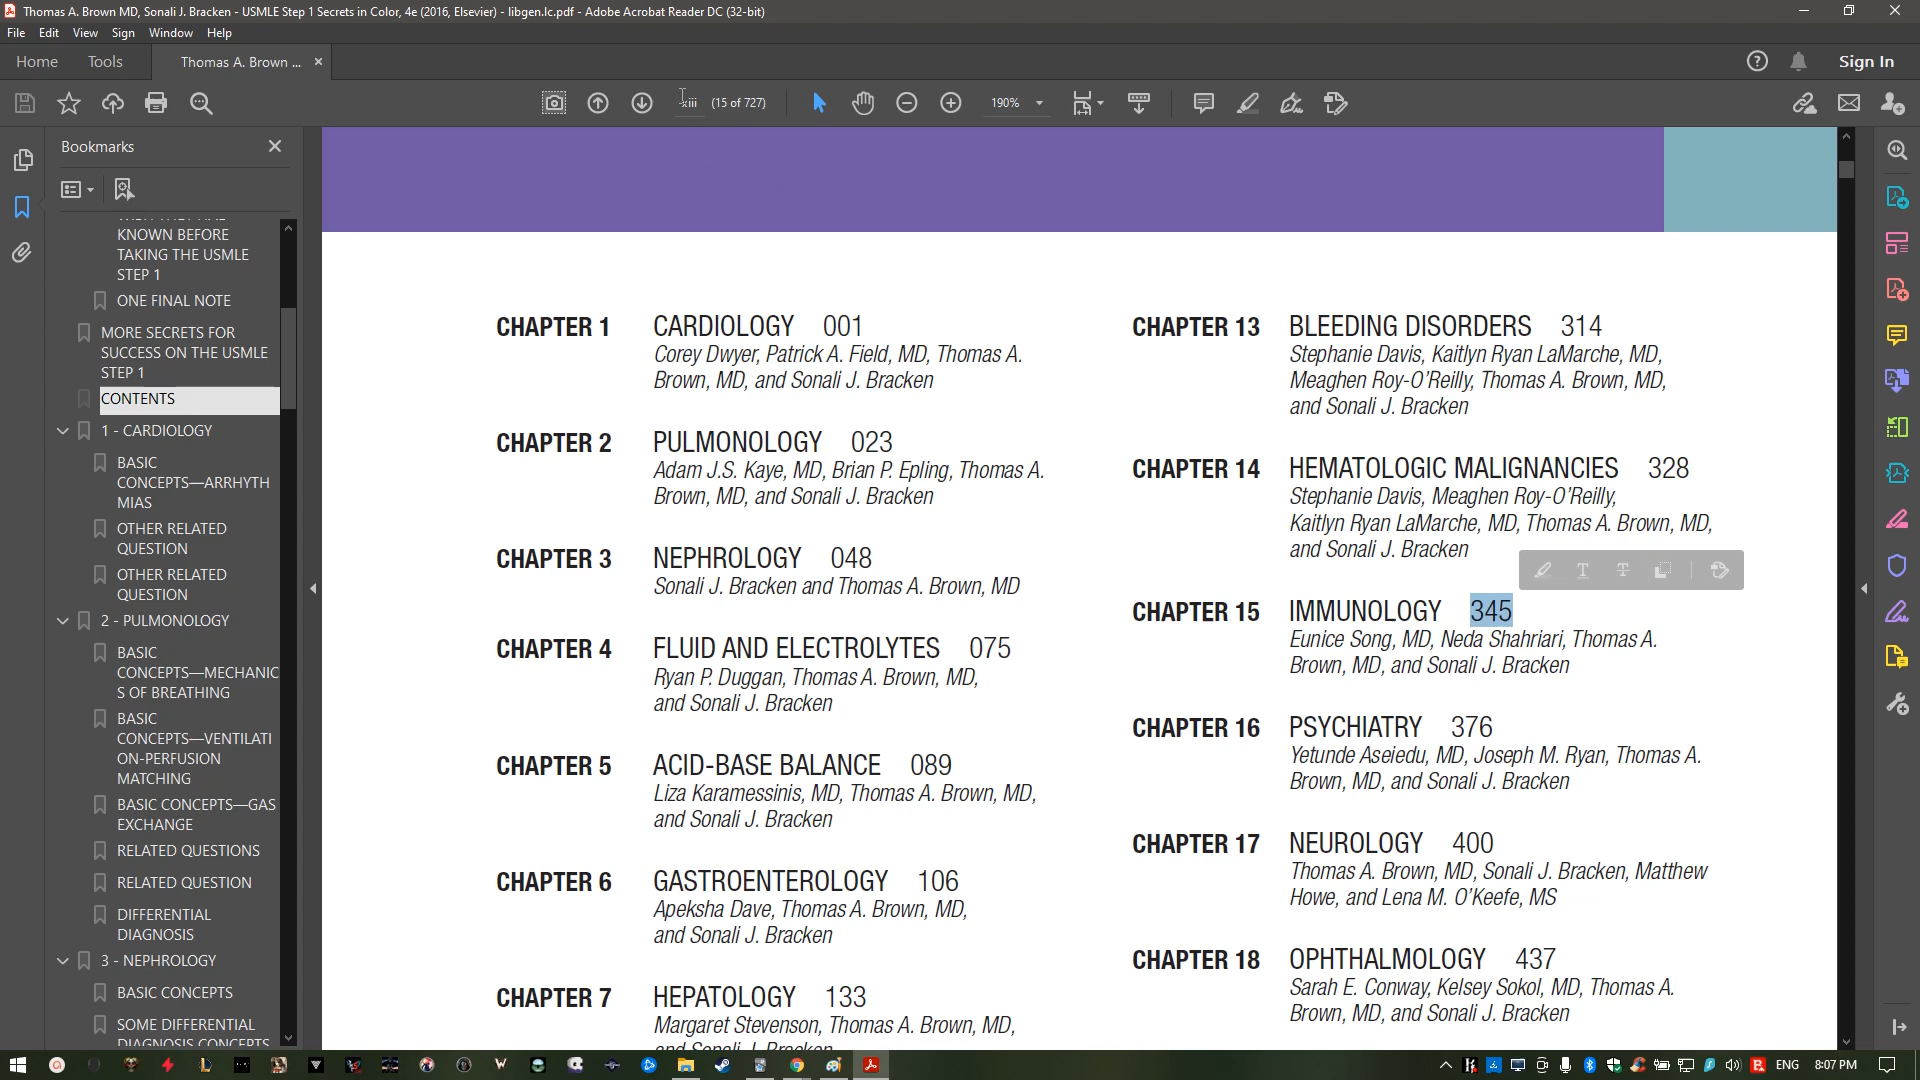 Thomas A. Brown MD, Sonali J. Bracken - USMLE Step 1 Secrets in Color, 4e (2016, Elsevier) - libgen.lc.pdf - Adobe Acrobat Reader DC (32-bit)
File Edit View Sign Window Help
Home Tools Thomas A. Brown ... Sign In
xiii (15 of 727) 190%
Bookmarks
KNOWN BEFORE
TAKING THE USMLE
STEP 1
ONE FINAL NOTE
MORE SECRETS FOR
SUCCESS ON THE USMLE
STEP 1
CONTENTS
1 - CARDIOLOGY
BASIC
CONCEPTS—ARRHYTH
MIAS
OTHER RELATED
QUESTION
OTHER RELATED
QUESTION
2 - PULMONOLOGY
BASIC
CONCEPTS—MECHANIC
S OF BREATHING
BASIC
CONCEPTS—VENTILATI
ON-PERFUSION
MATCHING
BASIC CONCEPTS—GAS
EXCHANGE
RELATED QUESTIONS
RELATED QUESTION
DIFFERENTIAL
DIAGNOSIS
3 - NEPHROLOGY
BASIC CONCEPTS
SOME DIFFERENTIAL
DIAGNOSIS CONCEPTS
CHAPTER 1 CARDIOLOGY 001
Corey Dwyer, Patrick A. Field, MD, Thomas A.
Brown, MD, and Sonali J. Bracken
CHAPTER 2 PULMONOLOGY 023
Adam J.S. Kaye, MD, Brian P. Epling, Thomas A.
Brown, MD, and Sonali J. Bracken
CHAPTER 3 NEPHROLOGY 048
Sonali J. Bracken and Thomas A. Brown, MD
CHAPTER 4 FLUID AND ELECTROLYTES 075
Ryan P. Duggan, Thomas A. Brown, MD,
and Sonali J. Bracken
CHAPTER 5 ACID-BASE BALANCE 089
Liza Karamessinis, MD, Thomas A. Brown, MD,
and Sonali J. Bracken
CHAPTER 6 GASTROENTEROLOGY 106
Apeksha Dave, Thomas A. Brown, MD,
and Sonali J. Bracken
CHAPTER 7 HEPATOLOGY 133
Margaret Stevenson, Thomas A. Brown, MD,
and Sonali J. Bracken
CHAPTER 13 BLEEDING DISORDERS 314
Stephanie Davis, Kaitlyn Ryan LaMarche, MD,
Meaghen Roy-O'Reilly, Thomas A. Brown, MD,
and Sonali J. Bracken
CHAPTER 14 HEMATOLOGIC MALIGNANCIES 328
Stephanie Davis, Meaghen Roy-O'Reilly,
Kaitlyn Ryan LaMarche, MD, Thomas A. Brown, MD,
and Sonali J. Bracken
CHAPTER 15 IMMUNOLOGY 345
Eunice Song, MD, Neda Shahriari, Thomas A.
Brown, MD, and Sonali J. Bracken
CHAPTER 16 PSYCHIATRY 376
Yetunde Aseiedu, MD, Joseph M. Ryan, Thomas A.
Brown, MD, and Sonali J. Bracken
CHAPTER 17 NEUROLOGY 400
Thomas A. Brown, MD, Sonali J. Bracken, Matthew
Howe, and Lena M. O'Keefe, MS
CHAPTER 18 OPHTHALMOLOGY 437
Sarah E. Conway, Kelsey Sokol, MD, Thomas A.
Brown, MD, and Sonali J. Bracken
ENG 8:07 PM